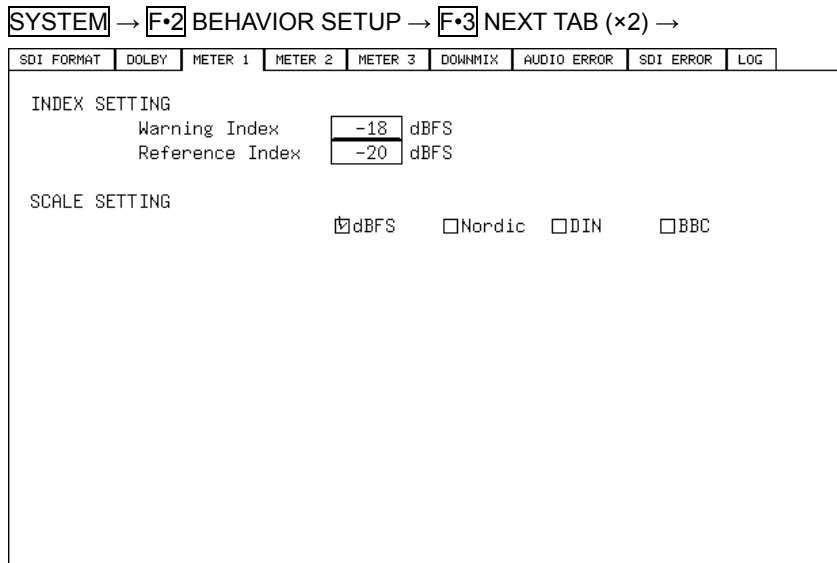 SYSTEM → F•2 BEHAVIOR SETUP → F•3 NEXT TAB (×2) →
SDI FORMAT DOLBY METER 1 METER 2 METER 3 DOWNMIX AUDIO ERROR SDI ERROR LOG
INDEX SETTING
Warning Index -18 dBFS
Reference Index -20 dBFS
SCALE SETTING
☑dBFS □Nordic □DIN □BBC